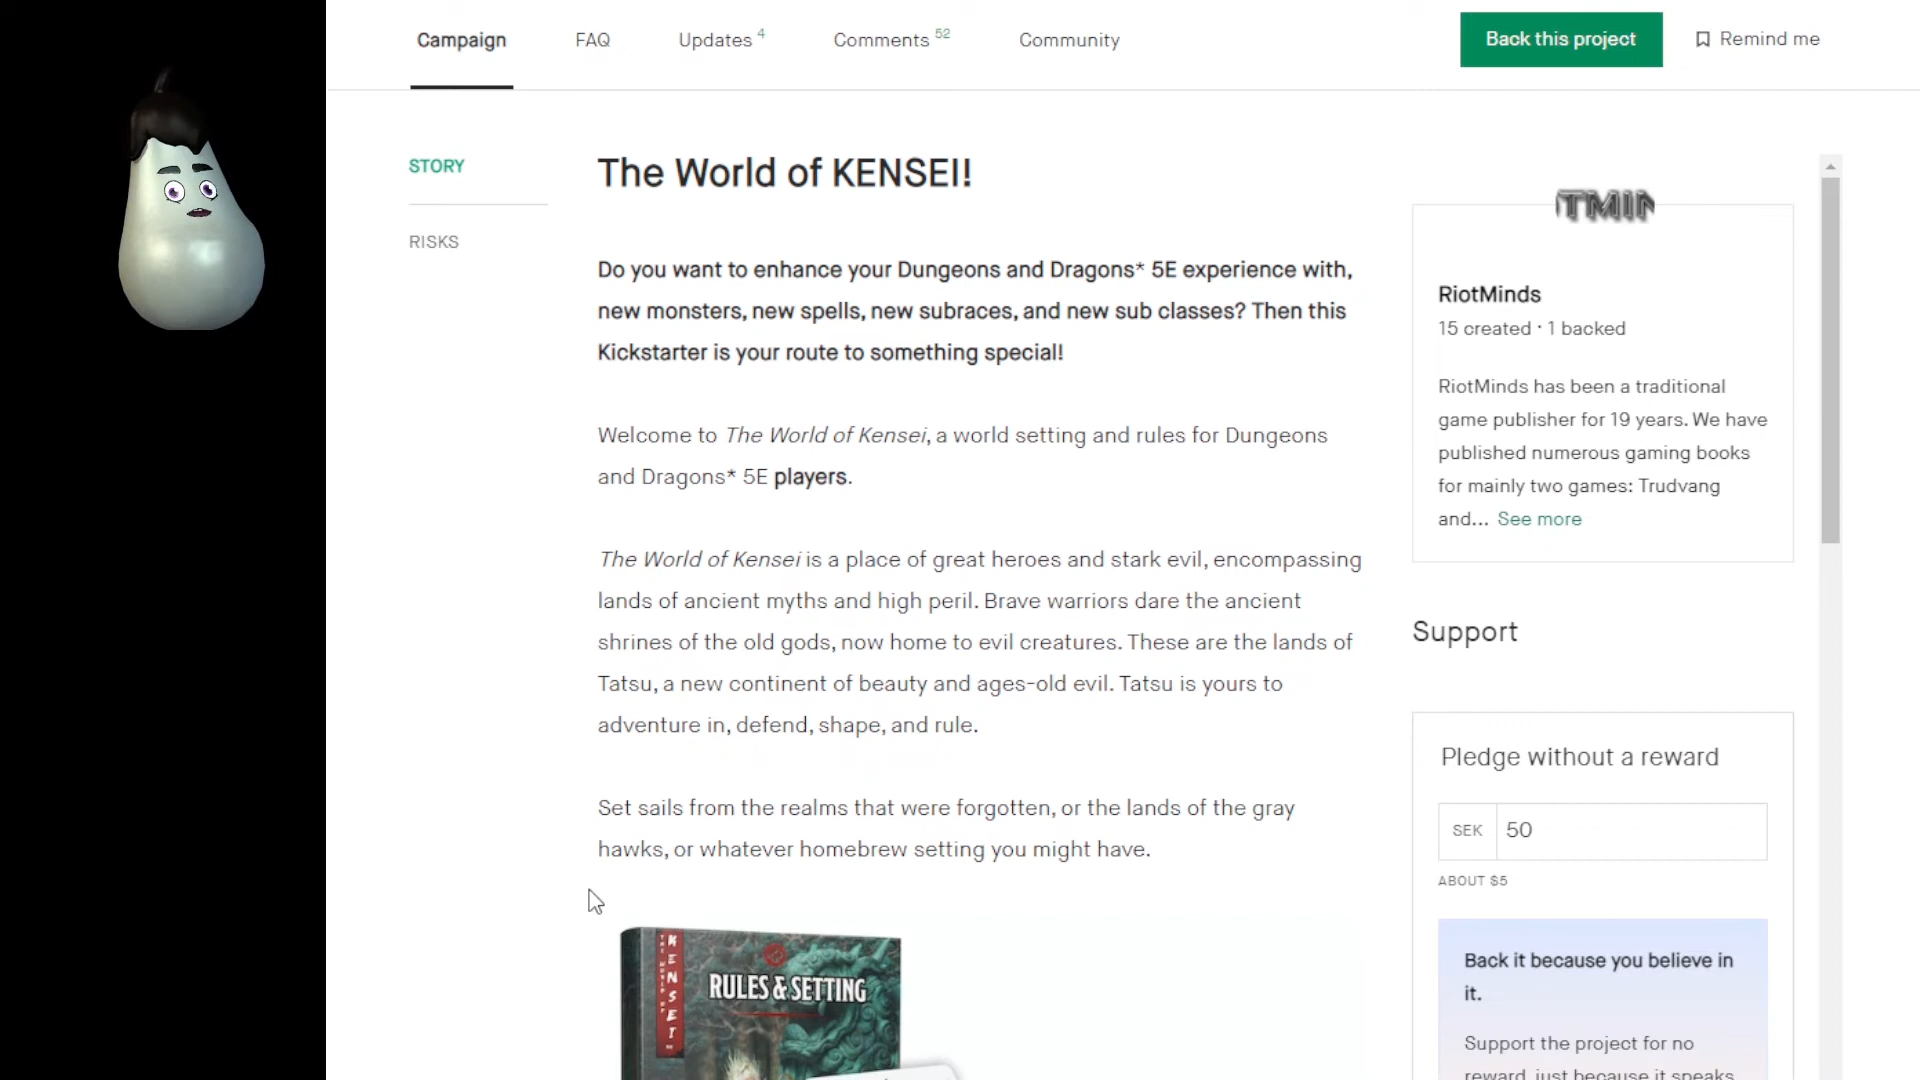 Campaign
FAQ
Updates 4
Comments 52
Community
Back this project
Remind me
STORY
RISKS
The World of KENSEI!
Do you want to enhance your Dungeons and Dragons* 5E experience with,
new monsters, new spells, new subraces, and new sub classes? Then this
Kickstarter is your route to something special!
Welcome to The World of Kensei, a world setting and rules for Dungeons
and Dragons* 5E players.
The World of Kensei is a place of great heroes and stark evil, encompassing
lands of ancient myths and high peril. Brave warriors dare the ancient
shrines of the old gods, now home to evil creatures. These are the lands of
Tatsu, a new continent of beauty and ages-old evil. Tatsu is yours to
adventure in, defend, shape, and rule.
Set sails from the realms that were forgotten, or the lands of the gray
hawks, or whatever homebrew setting you might have.
THE WORLD OF
KENSEI
RULES & SETTING
TMIN
RiotMinds
15 created · 1 backed
RiotMinds has been a traditional
game publisher for 19 years. We have
published numerous gaming books
for mainly two games: Trudvang
and... See more
Support
Pledge without a reward
SEK 50
ABOUT $5
Back it because you believe in
it.
Support the project for no
reward, just because it speaks